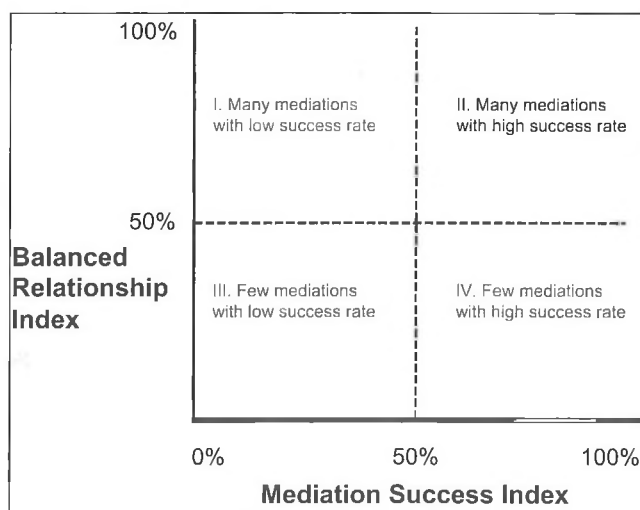 100%
I. Many mediations
with low success rate
II. Many mediations
with high success rate
50%
Balanced
Relationship
Index
III. Few mediations
with low success rate
IV. Few mediations
with high success rate
0%
50%
100%
Mediation Success Index